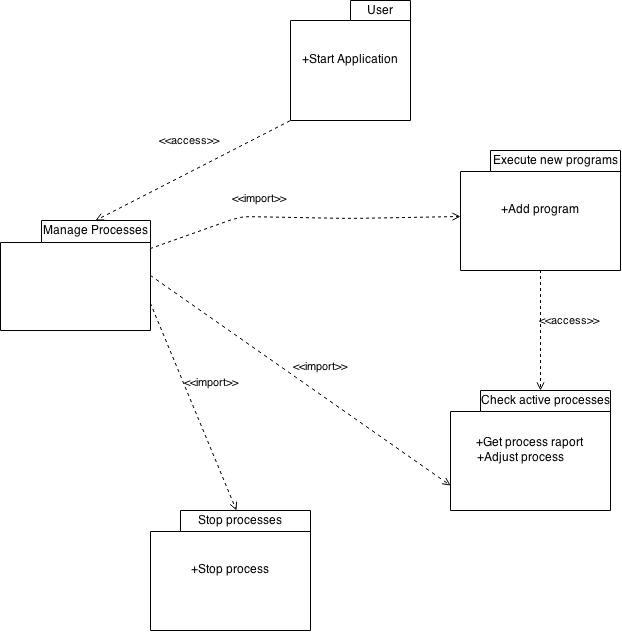 User
+Start Application
<<access>>
Execute new programs
<<import>>
+Add program
Manage Processes
<<access>>
<<import>>
<<import>>
Check active processes
+Get process raport
+Adjust process
Stop processes
+Stop process